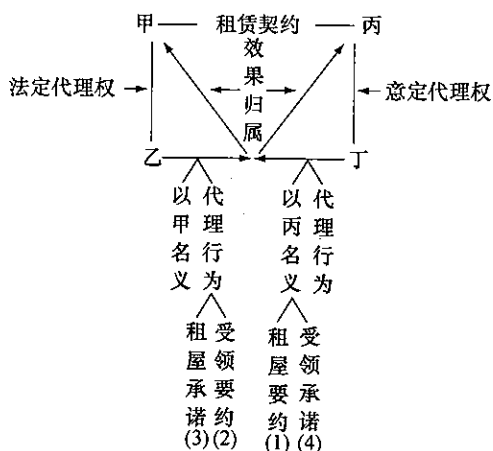 甲 租赁契约 丙
效果归属
法定代理权
意定代理权
乙
丁
以甲名义
代理行为
以丙名义
代理行为
租屋承诺(3)
受领要约(2)
租屋要约(1)
受领承诺(4)